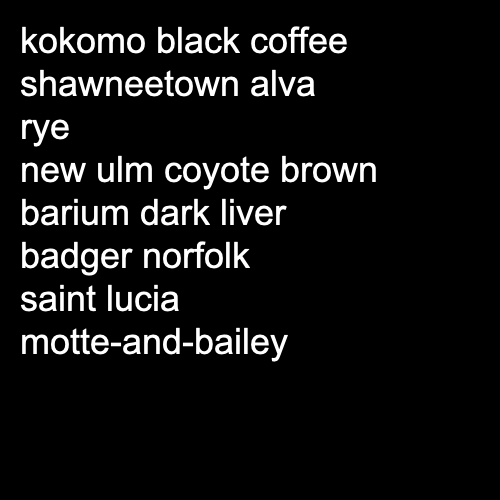 kokomo black coffee
shawneetown alva
rye
new ulm coyote brown
barium dark liver
badger norfolk
saint lucia
motte-and-bailey